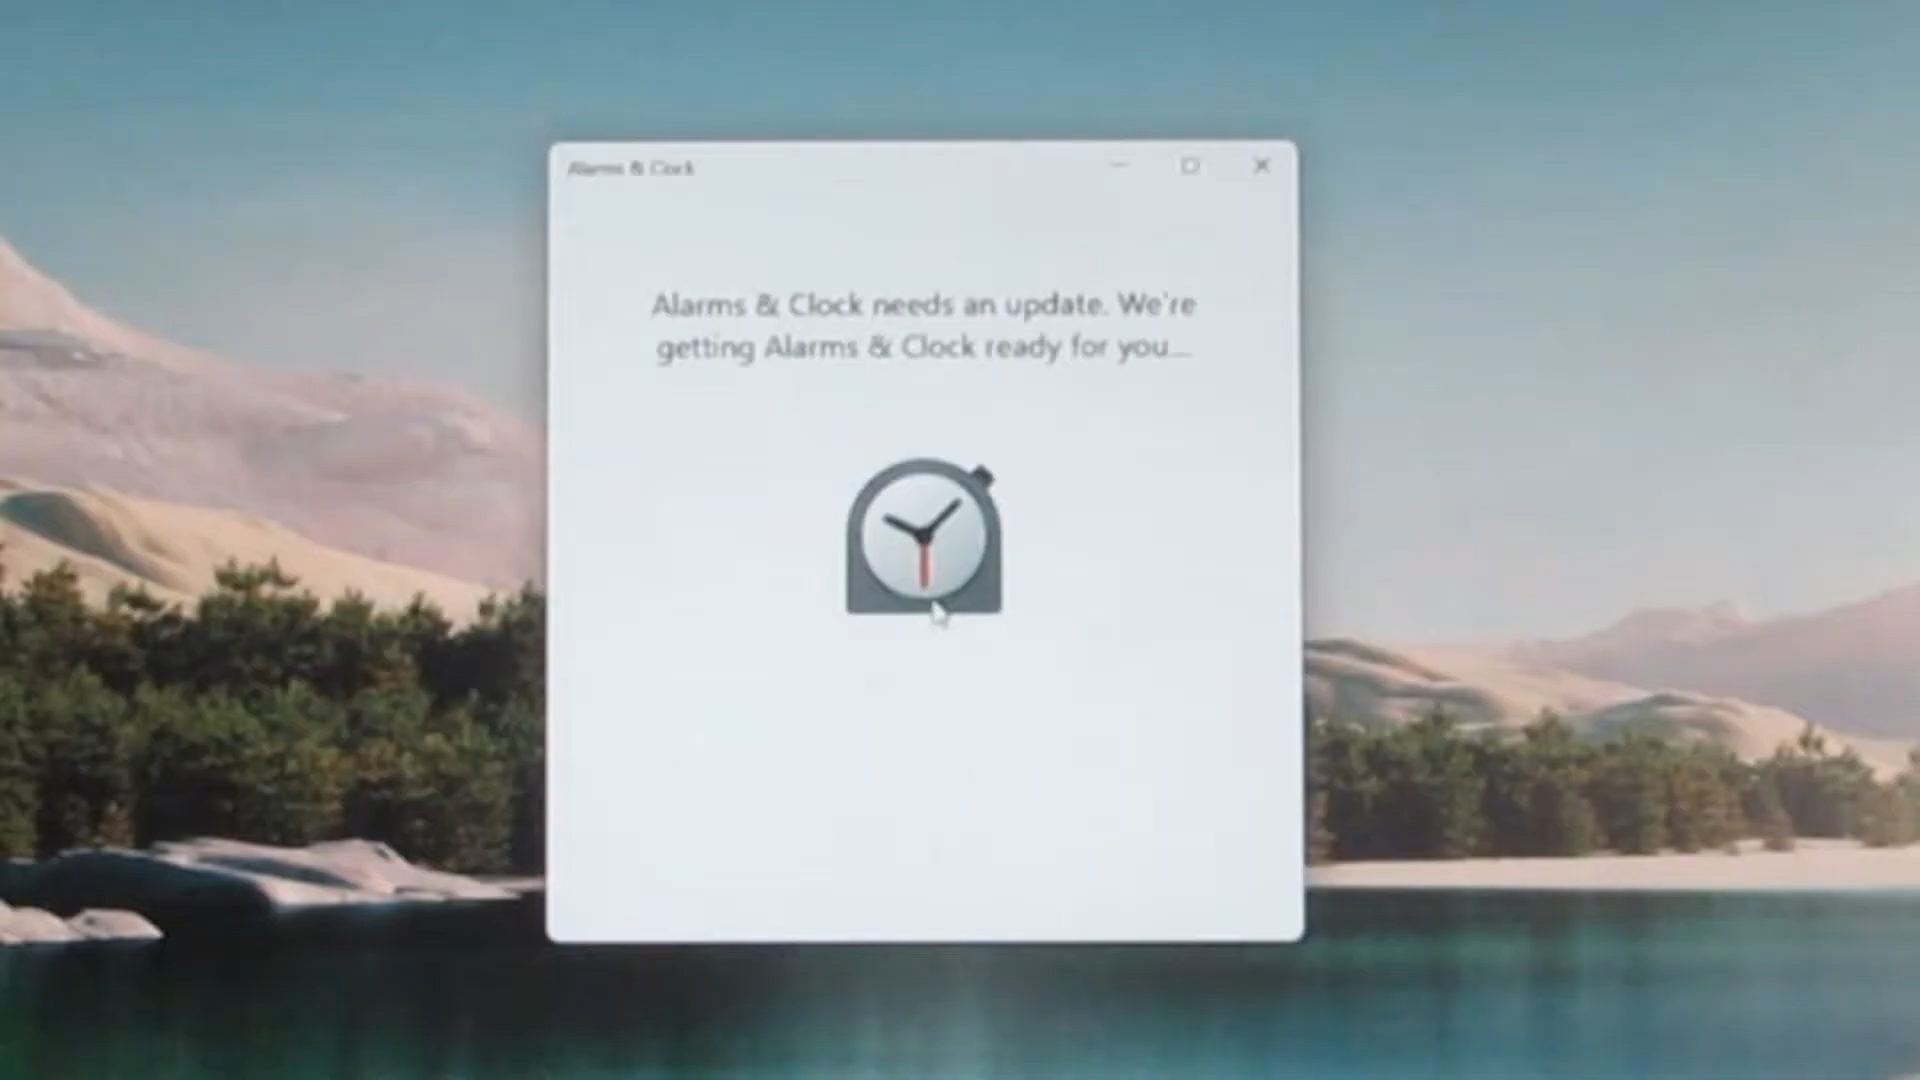 Alarms & Clock
Alarms & Clock needs an update. We're
getting Alarms & Clock ready for you...